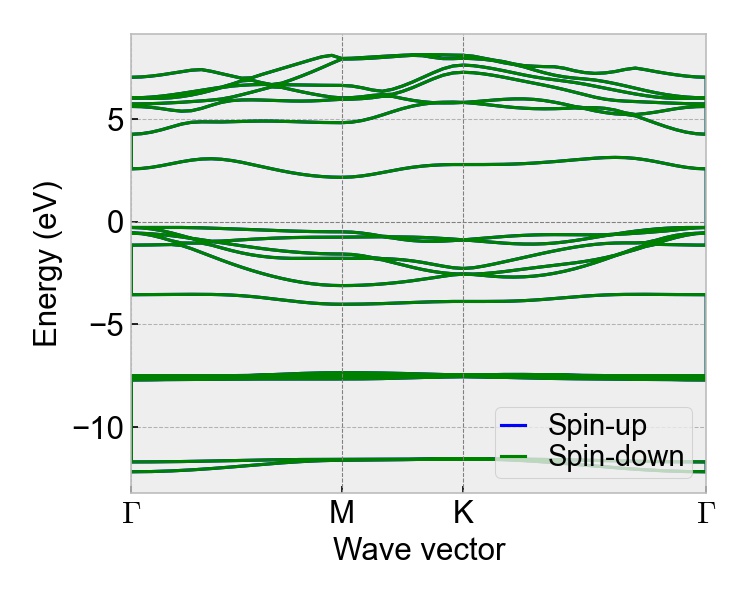 Energy (eV)
5
0
−5
−10
Spin-up
Spin-down
Γ M K Γ
Wave vector